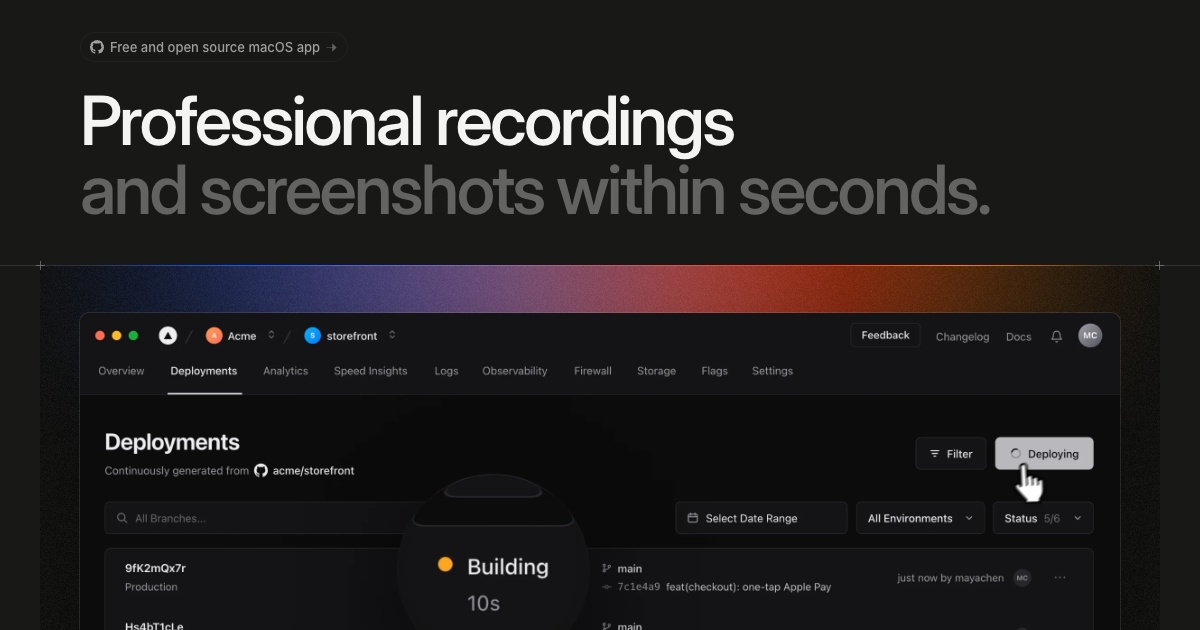 Free and open source macOS app →
Professional recordings
and screenshots within seconds.
A Acme / S storefront
Feedback Changelog Docs MC
Overview Deployments Analytics Speed Insights Logs Observability Firewall Storage Flags Settings
Deployments
Continuously generated from acme/storefront
Filter Deploying
All Branches...
Select Date Range All Environments Status 5/6
9fK2mQx7r
Production
Building
10s
main
7c1e4a9 feat(checkout): one-tap Apple Pay
just now by mayachen MC ...
Hs4bT1cLe
main